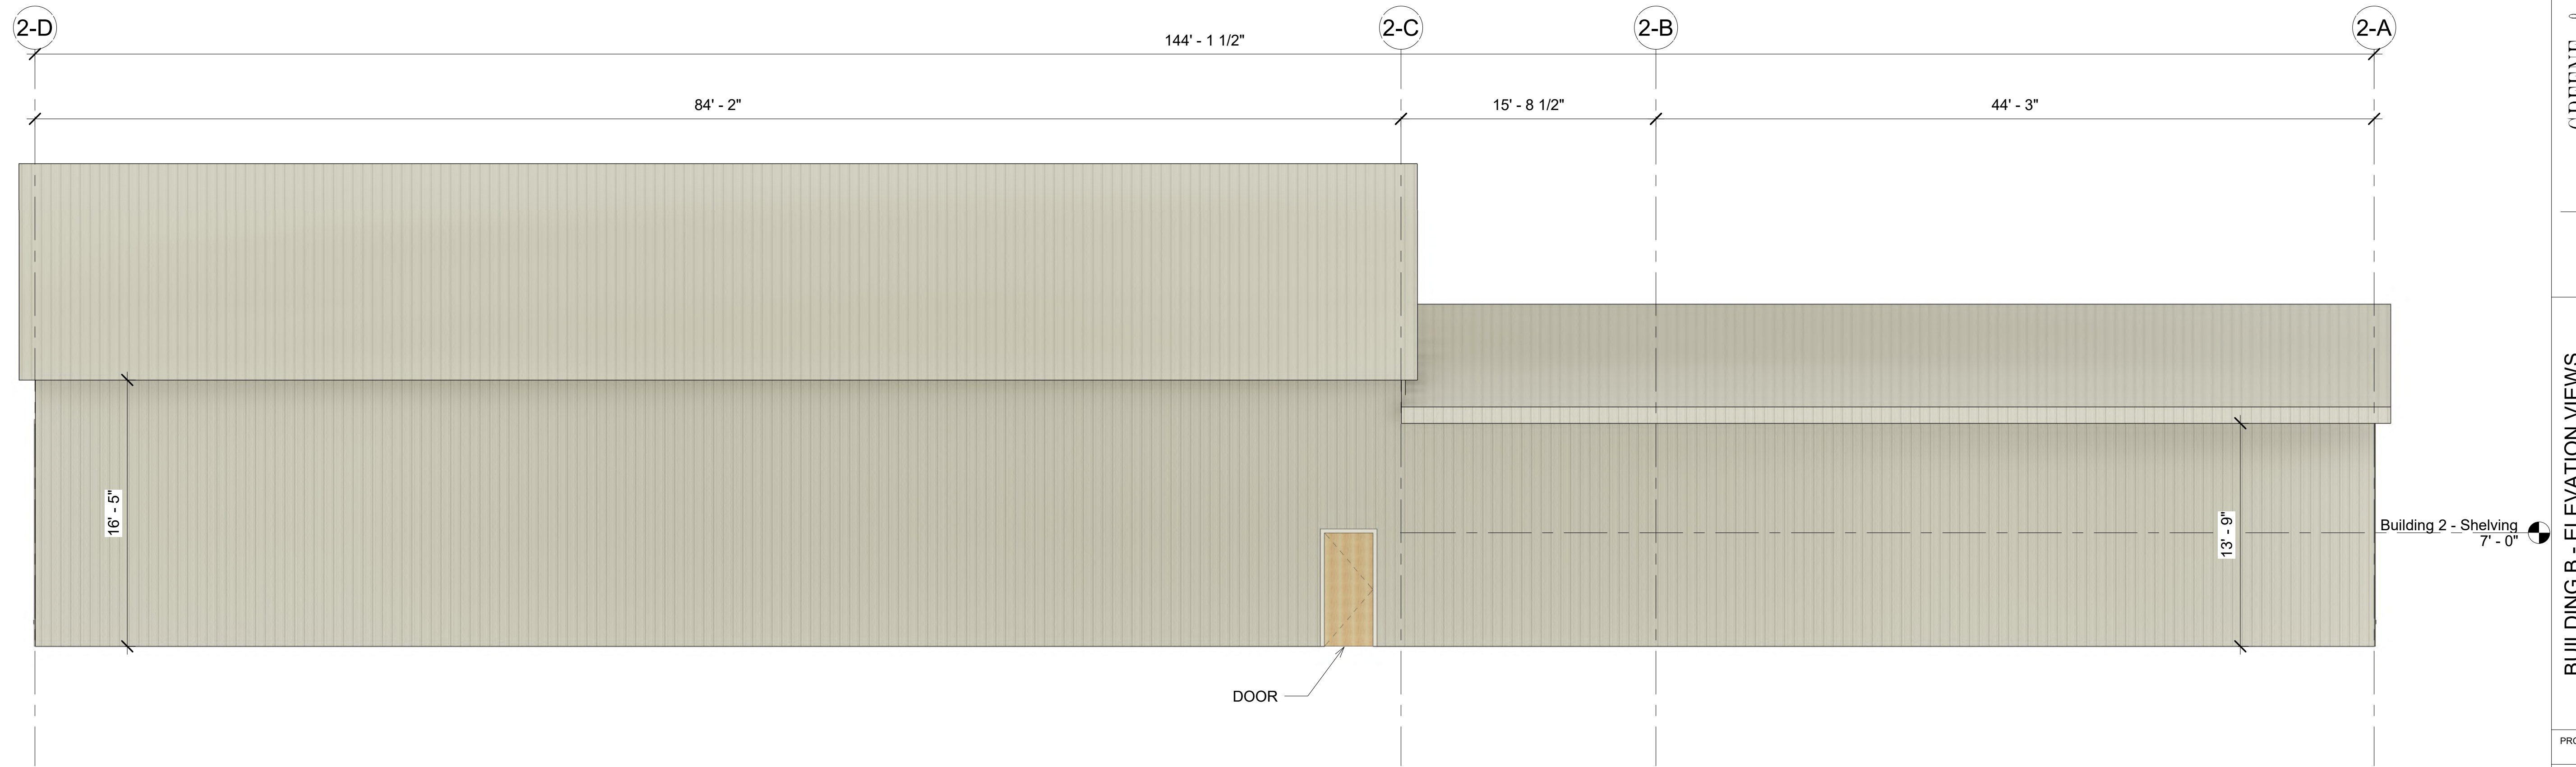 2-D
2-C
2-B
2-A
144' - 1 1/2"
84' - 2"
15' - 8 1/2"
44' - 3"
16' - 5"
13' - 9"
Building 2 - Shelving
7' - 0"
DOOR
BUILDING B - ELEVATION VIEWS